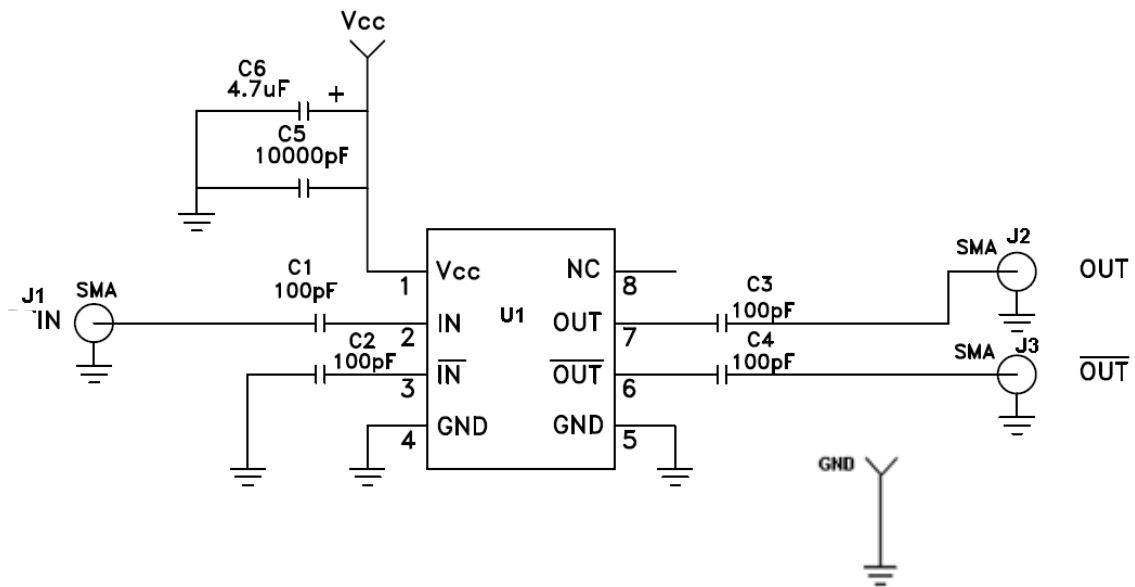 Vcc
C6
4.7uF
+
C5
10000pF
J1
SMA
IN
C1
100pF
C2
100pF
1
2
3
4
Vcc
IN
IN
GND
U1
NC
OUT
OUT
GND
8
7
6
5
C3
100pF
C4
100pF
SMA
J2
OUT
SMA
J3
OUT
GND